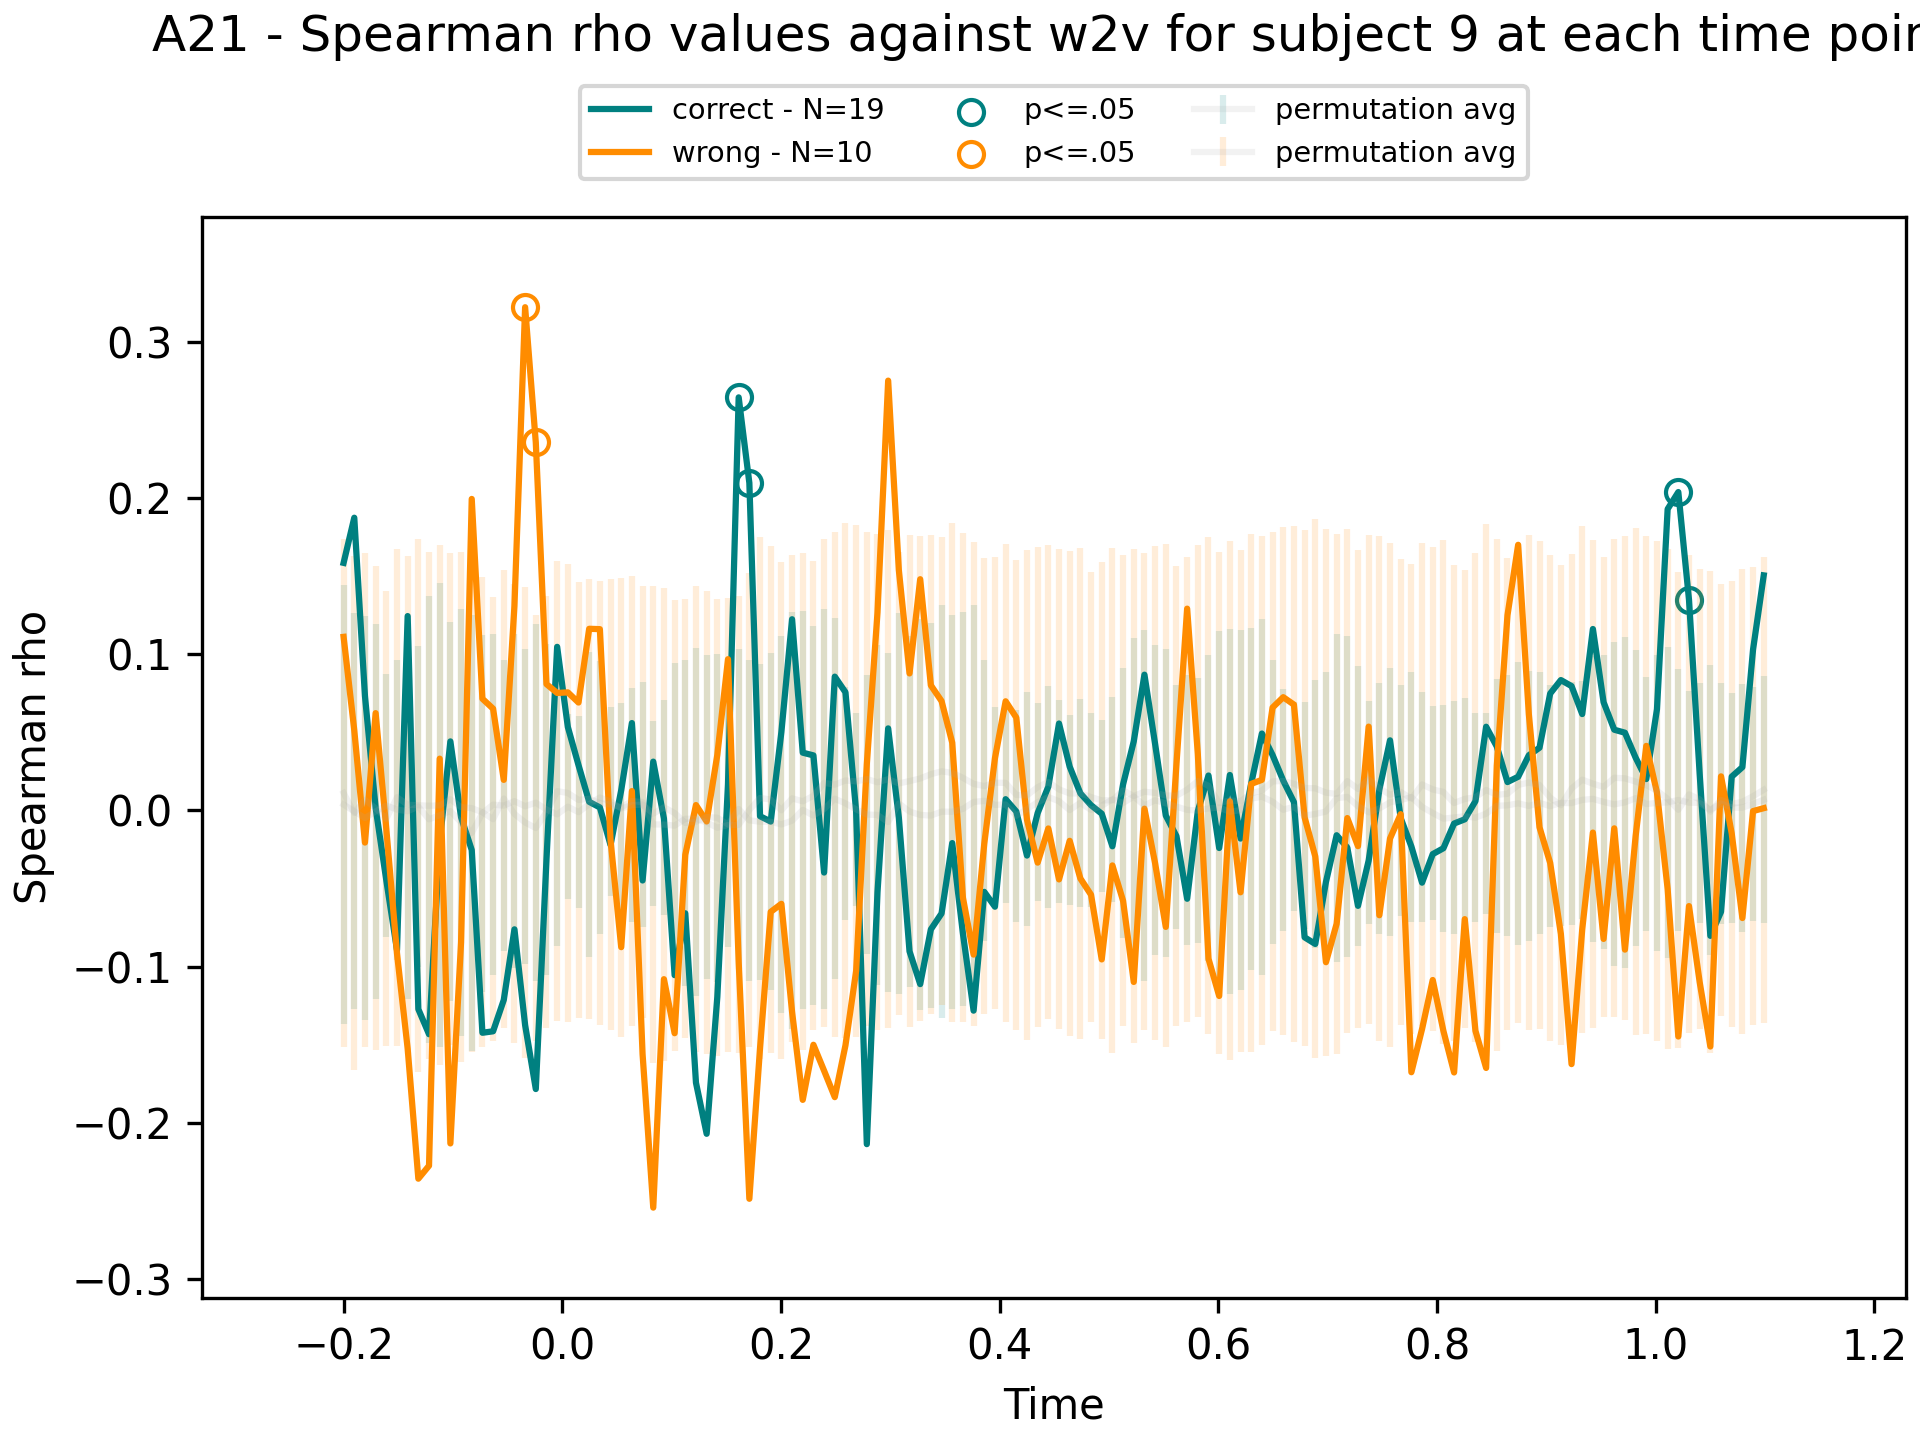 A21 - Spearman rho values against w2v for subject 9 at each time
correct - N=19 p<=.05 permutation avg
wrong - N=10 p<=.05 permutation avg
Spearman rho
0.3
0.2
0.1
0.0
−0.1
−0.2
−0.3
−0.2 0.0 0.2 0.4 0.6 0.8 1.0 1.2
Time